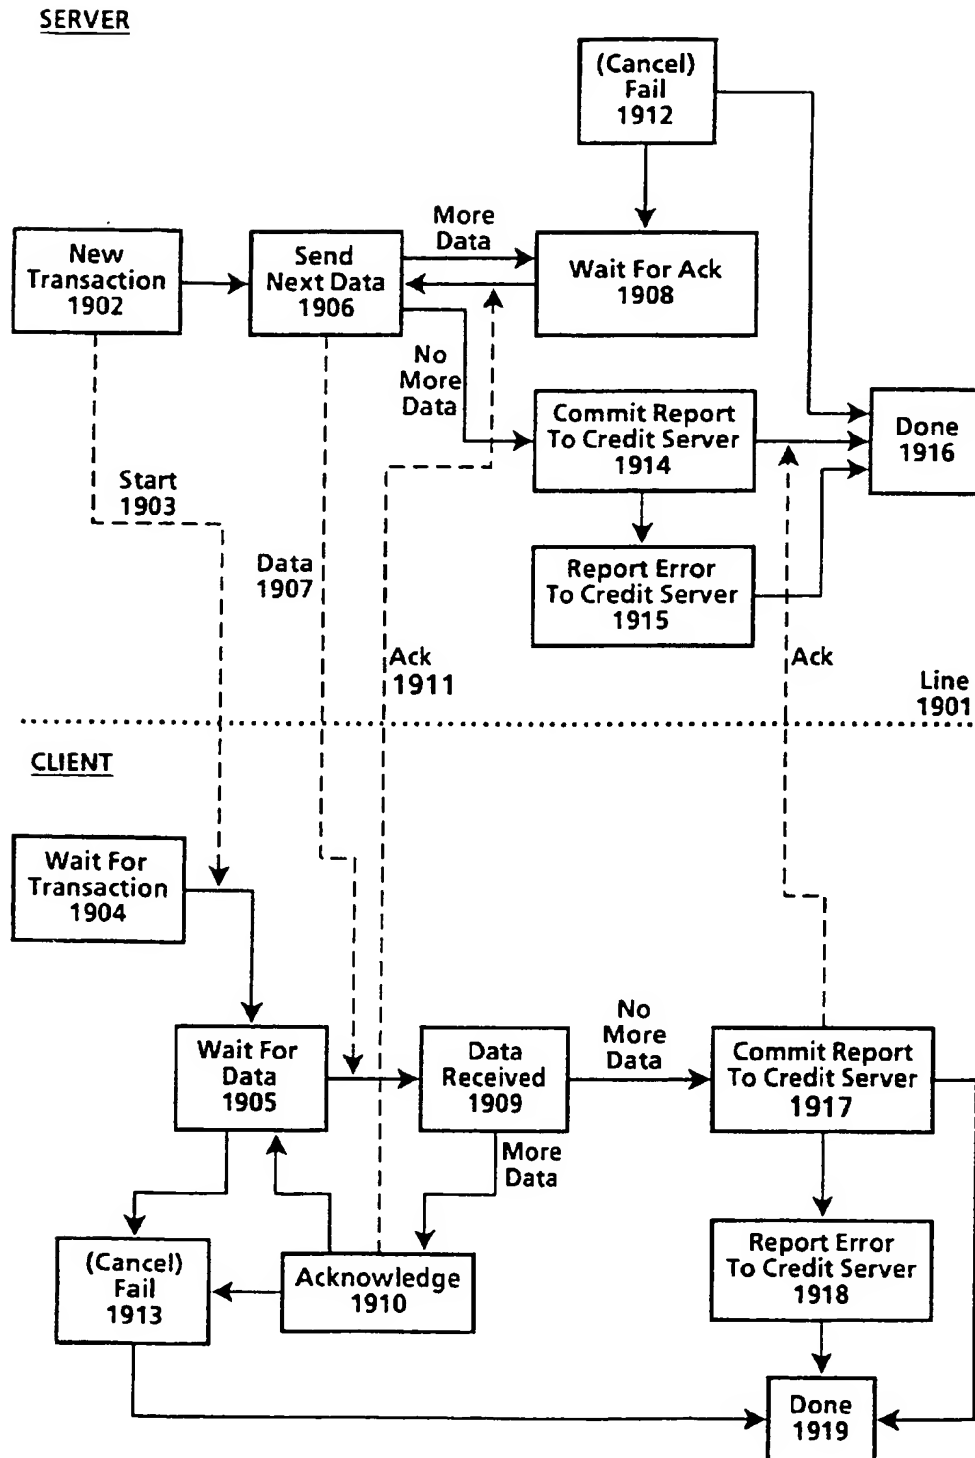 SERVER
(Cancel)
Fail
1912
New
Transaction
1902
Send
Next Data
1906
More
Data
Wait For Ack
1908
No
More
Data
Commit Report
To Credit Server
1914
Done
1916
Start
1903
Data
1907
Report Error
To Credit Server
1915
Ack
1911
Ack
Line
1901
CLIENT
Wait For
Transaction
1904
Wait For
Data
1905
Data
Received
1909
No
More
Data
Commit Report
To Credit Server
1917
More
Data
(Cancel)
Fail
1913
Acknowledge
1910
Report Error
To Credit Server
1918
Done
1919